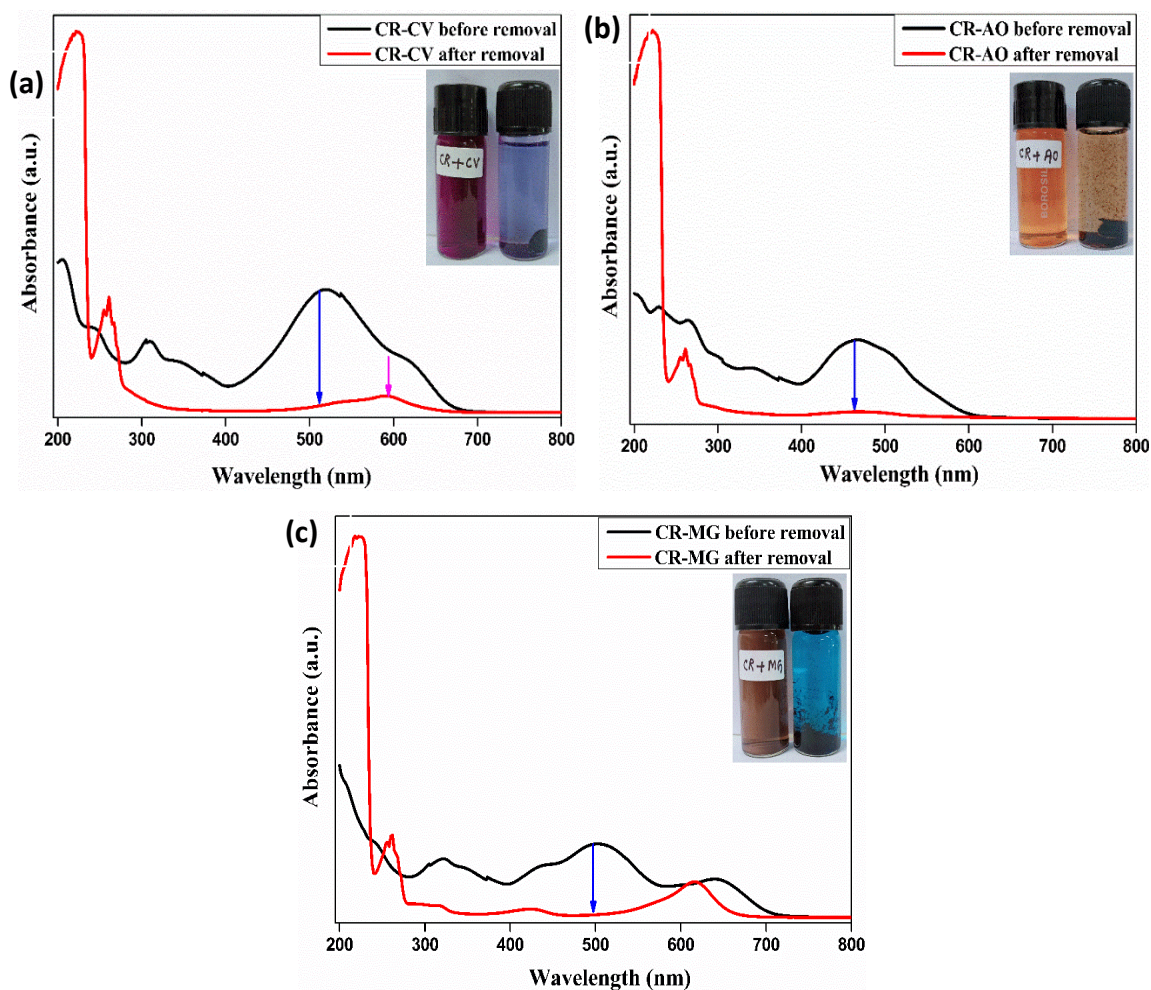 (a)
CR-CV before removal
CR-CV after removal
CR+CV
Absorbance (a.u.)
200 300 400 500 600 700 800
Wavelength (nm)
(b)
CR-AO before removal
CR-AO after removal
CR+AO
BOROSIL
Absorbance (a.u.)
200 300 400 500 600 700 800
Wavelength (nm)
(c)
CR-MG before removal
CR-MG after removal
CR+MG
Absorbance (a.u.)
200 300 400 500 600 700 800
Wavelength (nm)